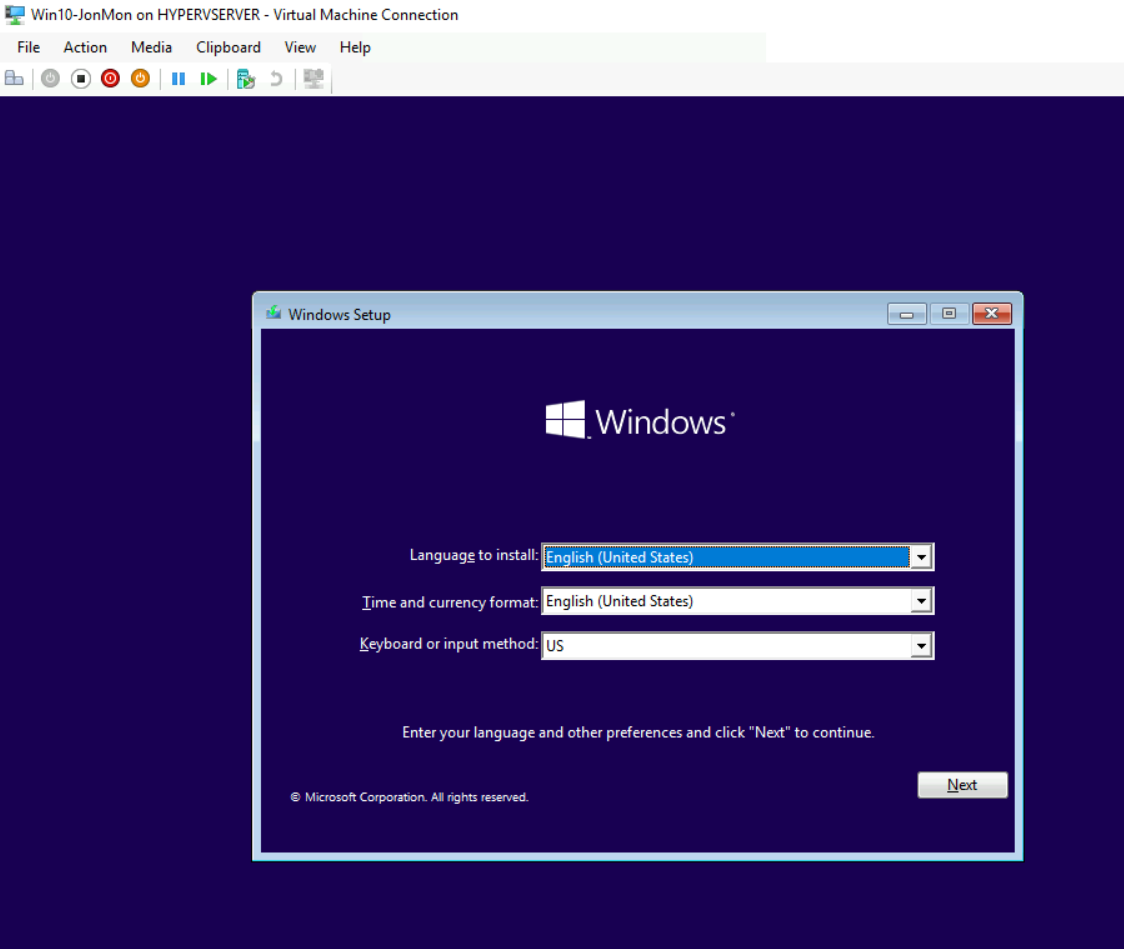 Win10-JonMon on HYPERVSERVER - Virtual Machine Connection
File Action Media Clipboard View Help
Windows Setup
Windows
Language to install: English (United States)
Time and currency format: English (United States)
Keyboard or input method: US
Enter your language and other preferences and click "Next" to continue.
Next
© Microsoft Corporation. All rights reserved.